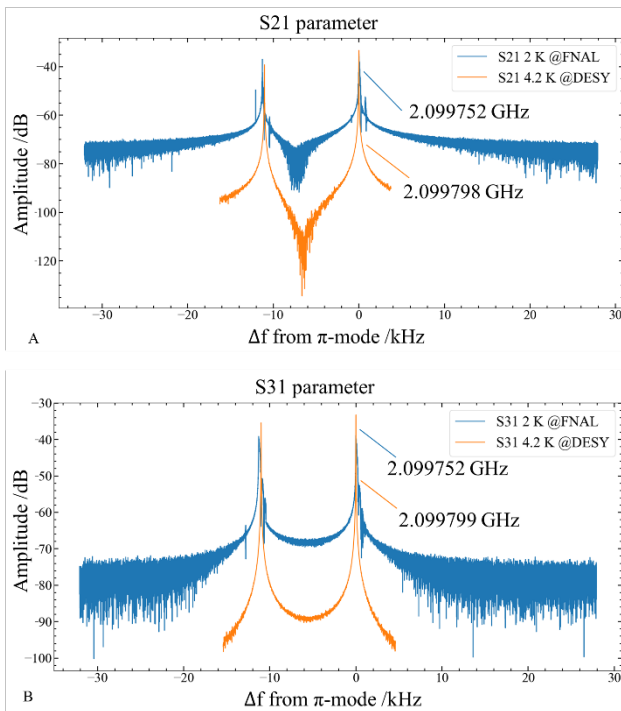 S21 parameter
S21 2 K @FNAL
S21 4.2 K @DESY
2.099752 GHz
2.099798 GHz
Amplitude /dB
−40
−60
−80
−100
−120
−30
−20
−10
0
10
20
30
Δf from π-mode /kHz
A
S31 parameter
S31 2 K @FNAL
S31 4.2 K @DESY
2.099752 GHz
2.099799 GHz
Amplitude /dB
−30
−40
−50
−60
−70
−80
−90
−100
−30
−20
−10
0
10
20
30
Δf from π-mode /kHz
B